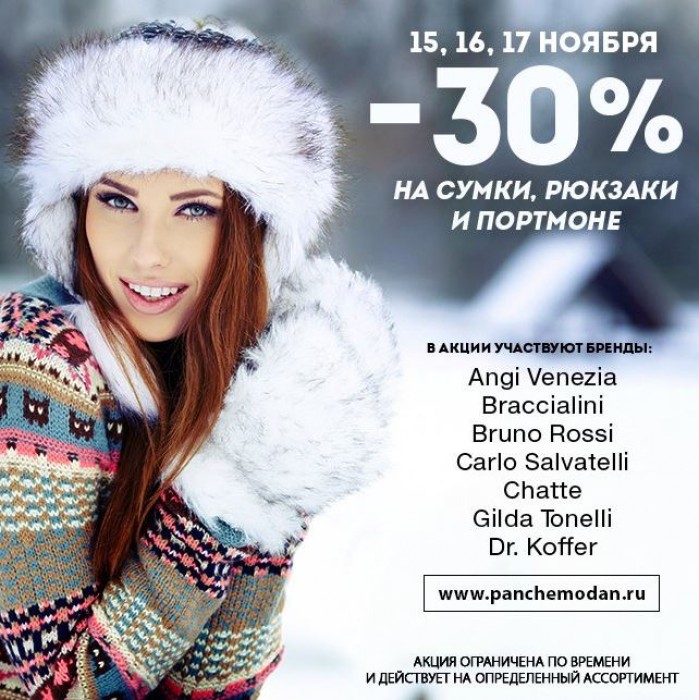 15, 16, 17 НОЯБРЯ
-30%
НА СУМКИ, РЮКЗАКИ
И ПОРТМОНЕ
В АКЦИИ УЧАСТВУЮТ БРЕНДЫ:
Angi Venezia
Braccialini
Bruno Rossi
Carlo Salvatelli
Chatte
Gilda Tonelli
Dr. Koffer
www.panchemodan.ru
АКЦИЯ ОГРАНИЧЕНА ПО ВРЕМЕНИ
И ДЕЙСТВУЕТ НА ОПРЕДЕЛЕННЫЙ АССОРТИМЕНТ